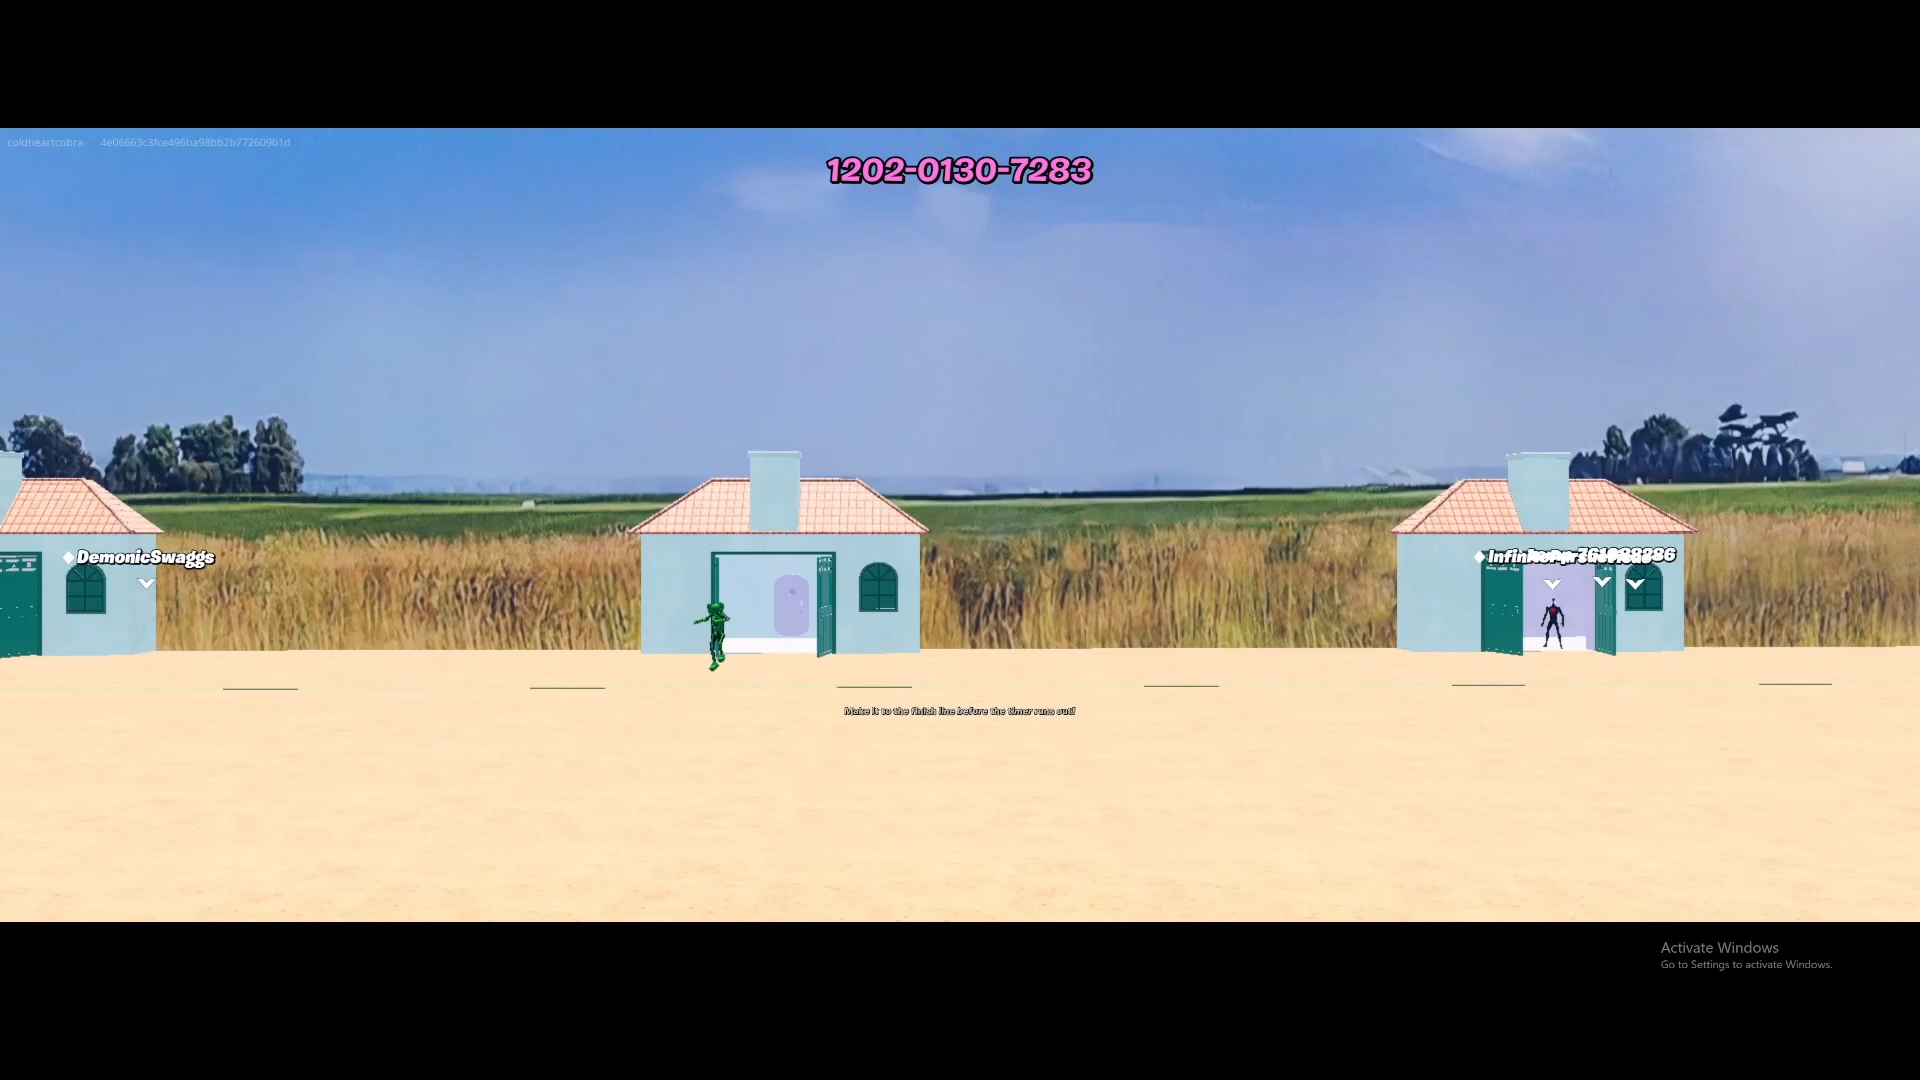 coldheartcobra 4e06663c3fce496ba98bb2b77260901d
1202-0130-7283
DemonicSwaggs
Make it to the finish line before the timer runs out!
Activate Windows
Go to Settings to activate Windows.